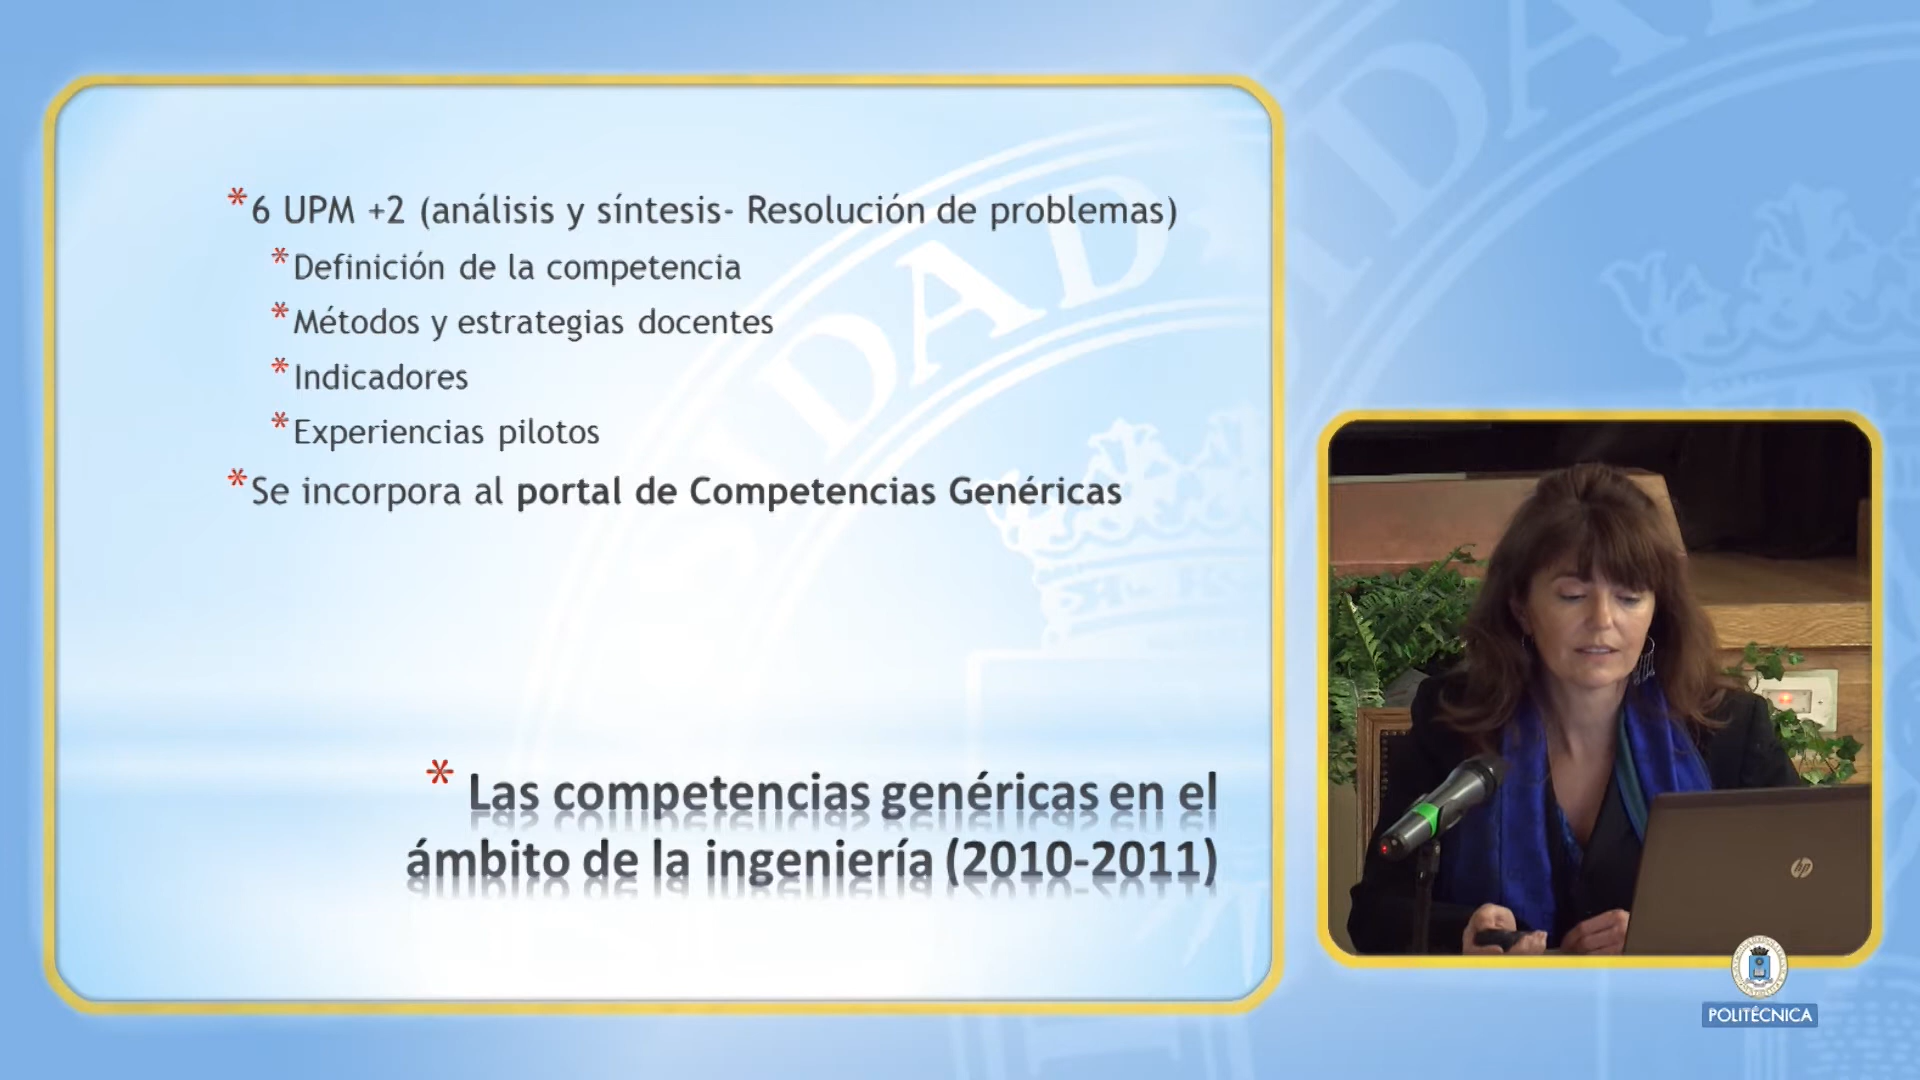 * 6 UPM +2 (análisis y síntesis- Resolución de problemas)
* Definición de la competencia
* Métodos y estrategias docentes
* Indicadores
* Experiencias pilotos
* Se incorpora al portal de Competencias Genéricas
* Las competencias genéricas en el
ámbito de la ingeniería (2010-2011)
hp
POLITÉCNICA